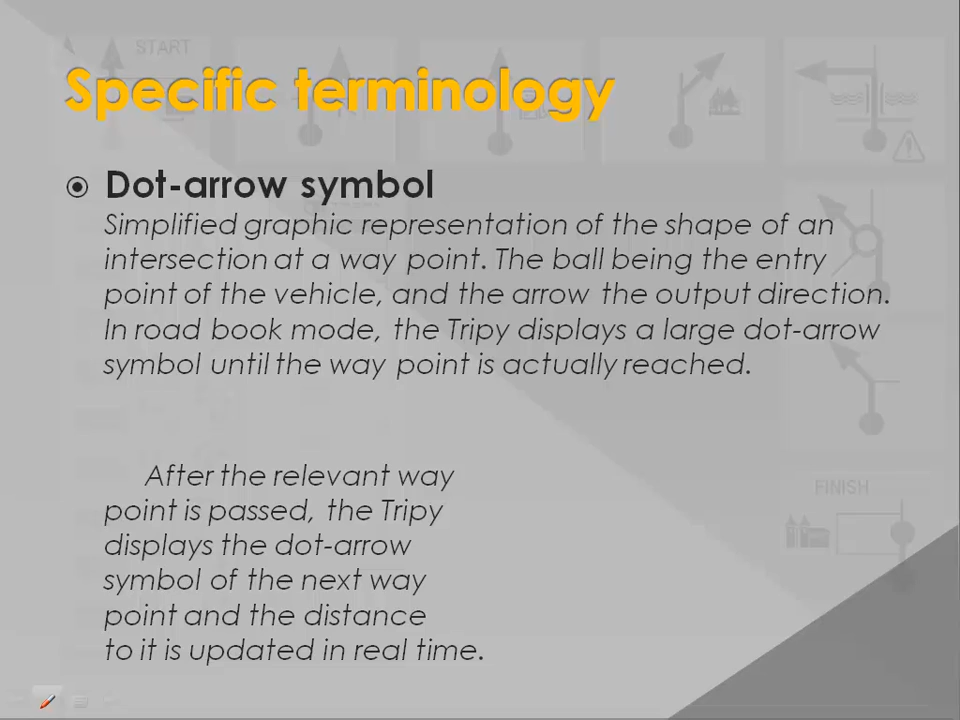 START
Specific terminology
Dot-arrow symbol
Simplified graphic representation of the shape of an
intersection at a way point. The ball being the entry
point of the vehicle, and the arrow the output direction.
In road book mode, the Tripy displays a large dot-arrow
symbol until the way point is actually reached.
After the relevant way
point is passed, the Tripy
displays the dot-arrow
symbol of the next way
point and the distance
to it is updated in real time.
FINISH